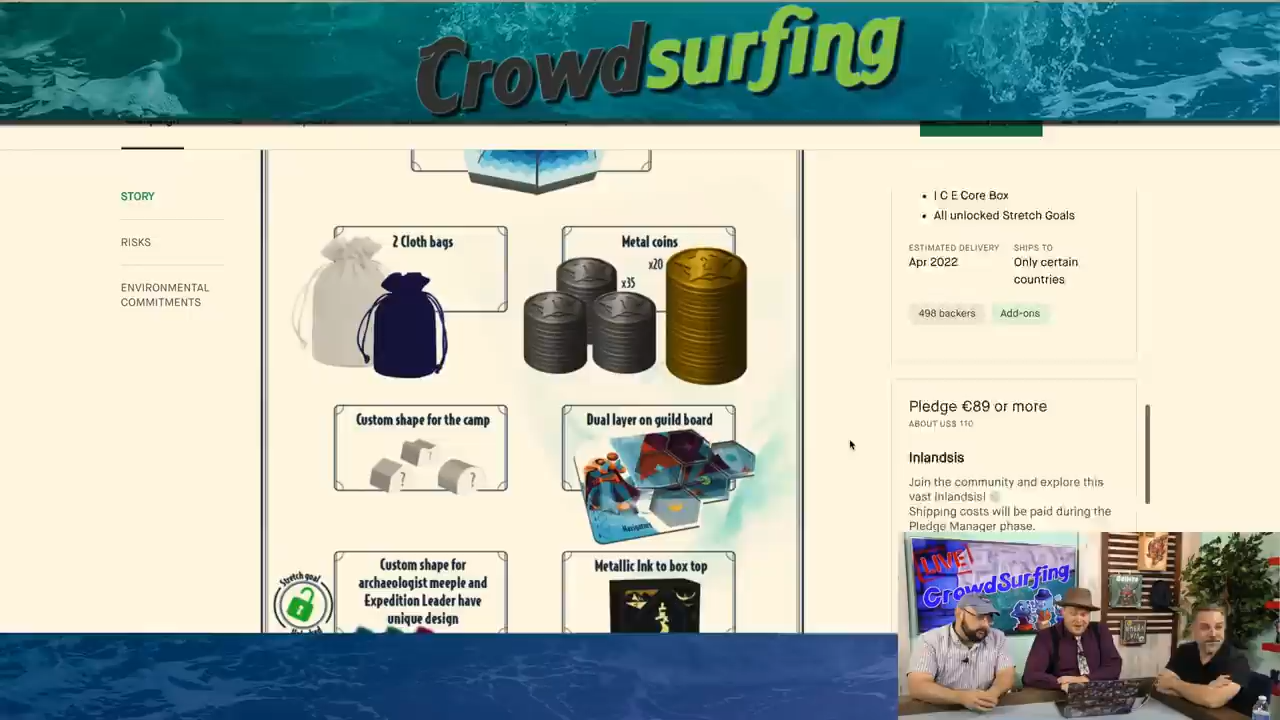 Crowdsurfing
STORY
RISKS
ENVIRONMENTAL
COMMITMENTS
2 Cloth bags
Metal coins
x20
x35
Custom shape for the camp
?
?
?
Dual layer on guild board
Navigator
Stretch goal
Custom shape for
archaeologist meeple and
Expedition Leader have
unique design
Metallic Ink to box top
I C E Core Box
All unlocked Stretch Goals
ESTIMATED DELIVERY
Apr 2022
SHIPS TO
Only certain
countries
498 backers
Add-ons
Pledge €89 or more
ABOUT US$ 110
Inlandsis
Join the community and explore this
vast Inlandsis!
Shipping costs will be paid during the
Pledge Manager phase.
LIVE
CrowdSurfing